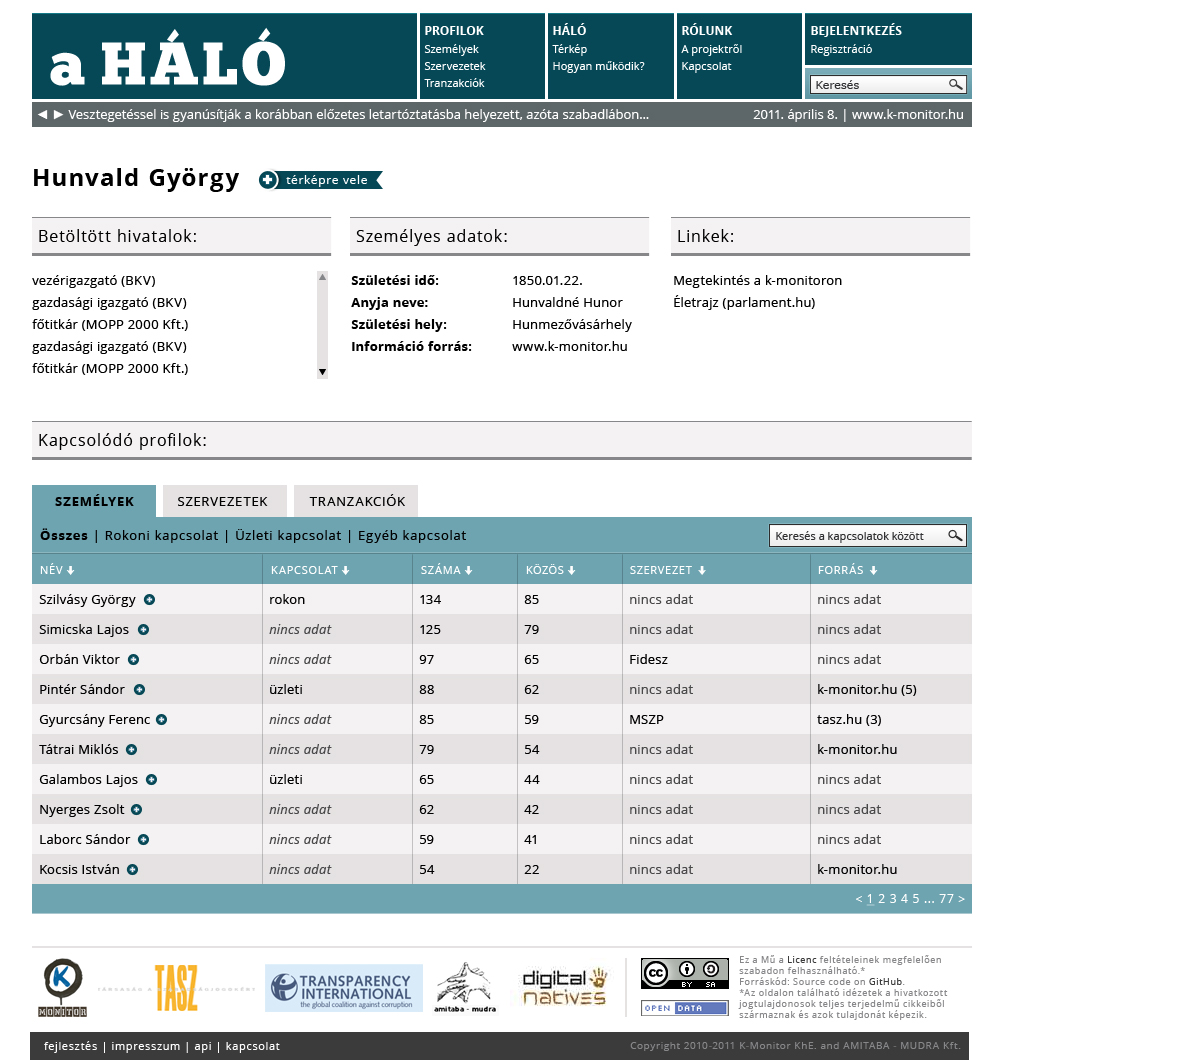 a HÁLÓ
PROFILOK
Személyek
Szervezetek
Tranzakciók
HÁLÓ
Térkép
Hogyan működik?
RÓLUNK
A projektről
Kapcsolat
BEJELENTKEZÉS
Regisztráció
Keresés
Vesztegetéssel is gyanúsítják a korábban előzetes letartóztatásba helyezett, azóta szabadlábon...
2011. április 8. | www.k-monitor.hu
Hunvald György
térképre vele
Betöltött hivatalok:
vezérigazgató (BKV)
gazdasági igazgató (BKV)
főtitkár (MOPP 2000 Kft.)
gazdasági igazgató (BKV)
főtitkár (MOPP 2000 Kft.)
Személyes adatok:
Születési idő: 1850.01.22.
Anyja neve: Hunvaldné Hunor
Születési hely: Hunmezővásárhely
Információ forrás: www.k-monitor.hu
Linkek:
Megtekintés a k-monitoron
Életrajz (parlament.hu)
Kapcsolódó profilok:
SZEMÉLYEK SZERVEZETEK TRANZAKCIÓK
Összes | Rokoni kapcsolat | Üzleti kapcsolat | Egyéb kapcsolat
Keresés a kapcsolatok között
NÉV KAPCSOLAT SZÁMA KÖZÖS SZERVEZET FORRÁS
Szilvásy György rokon 134 85 nincs adat nincs adat
Simicska Lajos nincs adat 125 79 nincs adat nincs adat
Orbán Viktor nincs adat 97 65 Fidesz nincs adat
Pintér Sándor üzleti 88 62 nincs adat k-monitor.hu (5)
Gyurcsány Ferenc nincs adat 85 59 MSZP tasz.hu (3)
Tátrai Miklós nincs adat 79 54 nincs adat k-monitor.hu
Galambos Lajos üzleti 65 44 nincs adat nincs adat
Nyerges Zsolt nincs adat 62 42 nincs adat nincs adat
Laborc Sándor nincs adat 59 41 nincs adat nincs adat
Kocsis István nincs adat 54 22 nincs adat k-monitor.hu
< 1 2 3 4 5 ... 77 >
K
MONITOR
TASZ
TRANSPARENCY
INTERNATIONAL
the global coalition against corruption
amitaba - mudra
digital
natives
cc
BY SA
OPEN DATA
Ez a Mű a Licenc feltételeinek megfelelően
szabadon felhasználható.*
Forráskód: Source code on GitHub.
*Az oldalon található idézetek a hivatkozott
jogtulajdonosok teljes terjedelmű cikkeiből
származnak és azok tulajdonát képezik.
fejlesztés | impresszum | api | kapcsolat
Copyright 2010-2011 K-Monitor KhE. and AMITABA - MUDRA Kft.